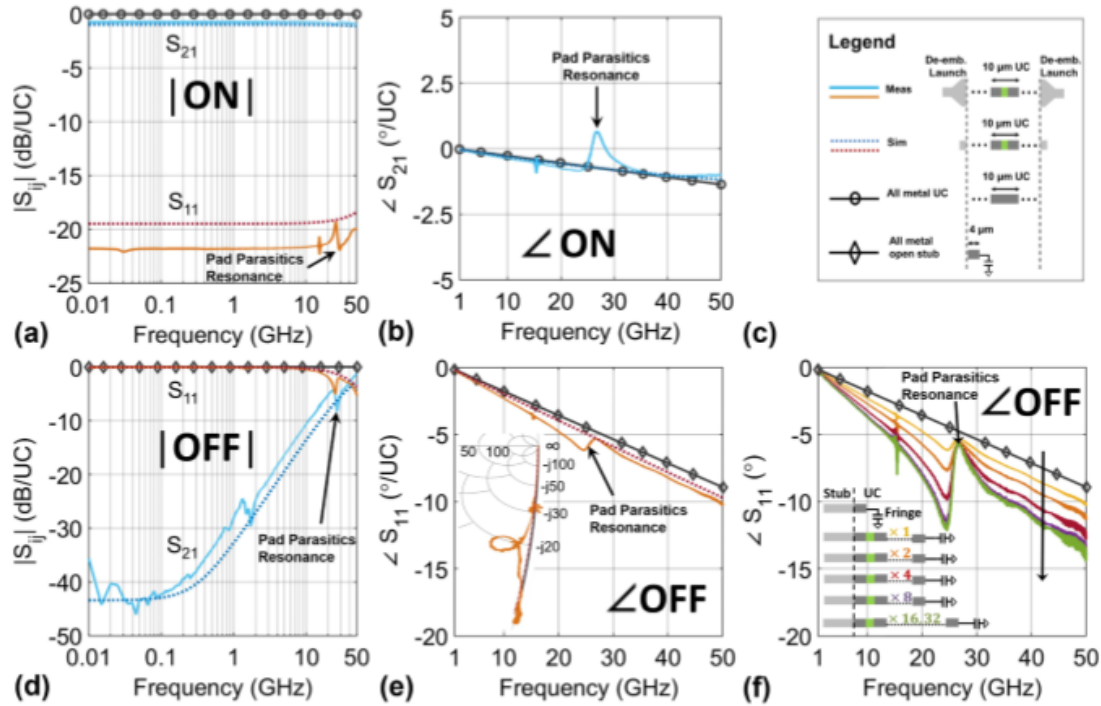 0
-5
-10
-15
-20
-25
|Sij| (dB/UC)
S21
|ON|
S11
Pad Parasitics
Resonance
0.01 0.1 1 10 50
(a) Frequency (GHz)
5
2.5
0
-2.5
-5
∠ S21 (°/UC)
Pad Parasitics
Resonance
∠ON
1 10 20 30 40 50
(b) Frequency (GHz)
Legend
De-emb.
Launch
10 µm UC
De-emb.
Launch
Meas
10 µm UC
Sim
10 µm UC
All metal UC
4 µm
All metal
open stub
(c)
0
-10
-20
-30
-40
-50
|Sij| (dB/UC)
S11
|OFF|
S21
Pad Parasitics
Resonance
0.01 0.1 1 10 50
(d) Frequency (GHz)
0
-5
-10
-15
-20
∠ S11 (°/UC)
50 100 ∞
-j100
-j50
-j30
-j20
Pad Parasitics
Resonance
∠OFF
1 10 20 30 40 50
(e) Frequency (GHz)
0
-5
-10
-15
-20
∠ S11 (°)
Pad Parasitics
Resonance
∠OFF
Stub UC
Fringe
×1
×2
×4
×8
×16,32
1 10 20 30 40 50
(f) Frequency (GHz)